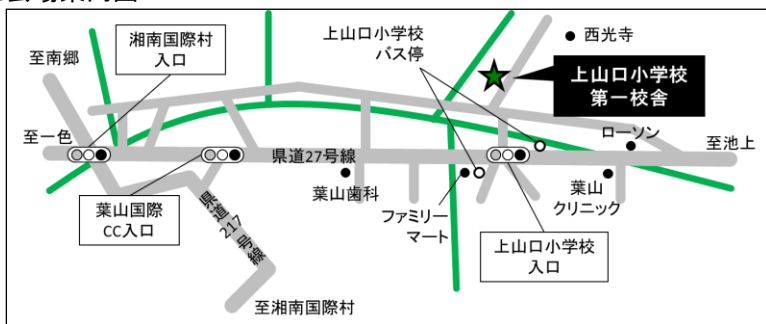 湘南国際村
入口
上山口小学校
バス停
西光寺
至南郷
上山口小学校
第一校舎
至一色
ローソン
至池上
県道27号線
葉山歯科
葉山国際
CC入口
県道217号線
ファミリー
マート
葉山
クリニック
上山口小学校
入口
至湘南国際村